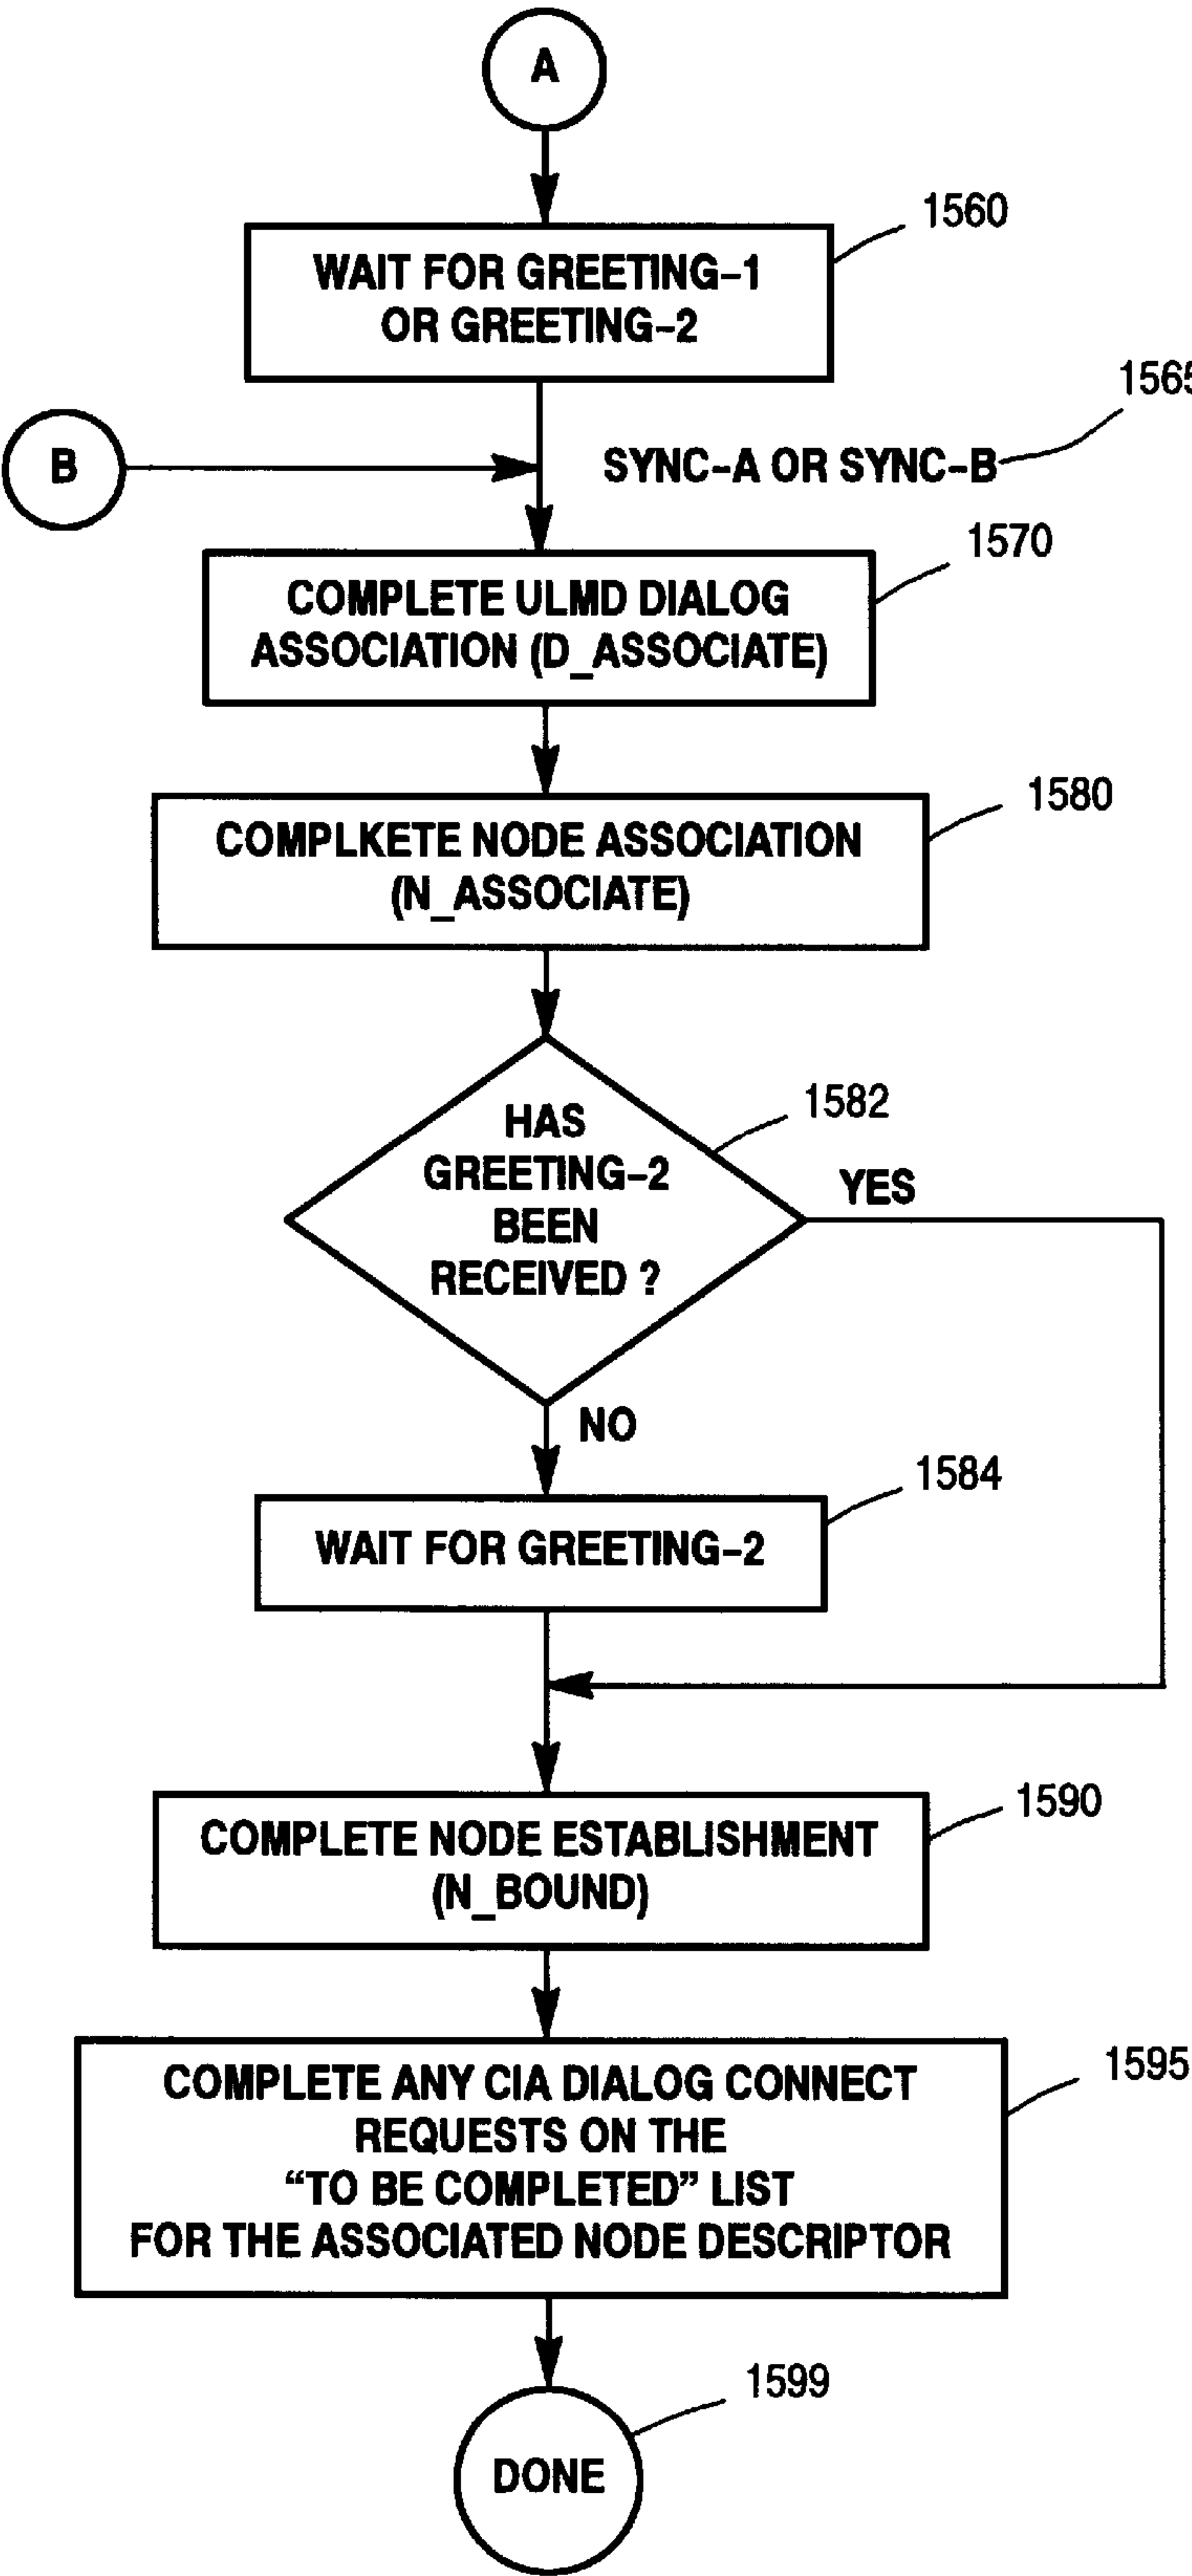 A
1560
WAIT FOR GREETING-1
OR GREETING-2
1565
B
SYNC-A OR SYNC-B
1570
COMPLETE ULMD DIALOG
ASSOCIATION (D_ASSOCIATE)
1580
COMPLKETE NODE ASSOCIATION
(N_ASSOCIATE)
1582
HAS
GREETING-2
BEEN
RECEIVED ?
YES
NO
1584
WAIT FOR GREETING-2
1590
COMPLETE NODE ESTABLISHMENT
(N_BOUND)
1595
COMPLETE ANY CIA DIALOG CONNECT
REQUESTS ON THE
“TO BE COMPLETED” LIST
FOR THE ASSOCIATED NODE DESCRIPTOR
1599
DONE